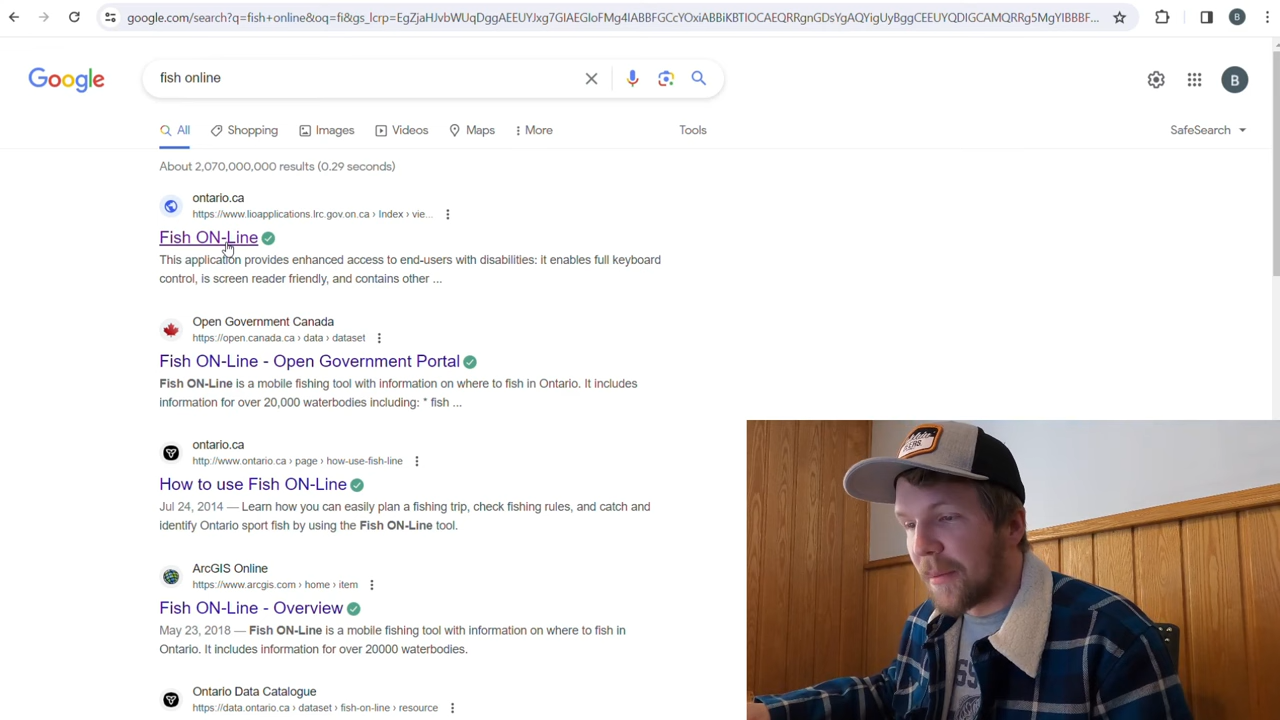 google.com/search?q=fish+online&oq=fi&gs_lcrp=EgZjaHJvbWUqDggAEEUYJxg7GIAEGIoFMg4IABBFGCcYOxiABBiKBTIOCAEQRRgnGDsYgAQYigUyBggCEEUYQDIGCAMQRRg5MgYIBBBF...
B
Google
fish online
B
All
Shopping
Images
Videos
Maps
More
Tools
SafeSearch
About 2,070,000,000 results (0.29 seconds)
ontario.ca
https://www.lioapplications.lrc.gov.on.ca › Index › vie...
Fish ON-Line
This application provides enhanced access to end-users with disabilities: it enables full keyboard
control, is screen reader friendly, and contains other ...
Open Government Canada
https://open.canada.ca › data › dataset
Fish ON-Line - Open Government Portal
Fish ON-Line is a mobile fishing tool with information on where to fish in Ontario. It includes
information for over 20,000 waterbodies including: * fish ...
ontario.ca
http://www.ontario.ca › page › how-use-fish-line
How to use Fish ON-Line
Jul 24, 2014 — Learn how you can easily plan a fishing trip, check fishing rules, and catch and
identify Ontario sport fish by using the Fish ON-Line tool.
ArcGIS Online
https://www.arcgis.com › home › item
Fish ON-Line - Overview
May 23, 2018 — Fish ON-Line is a mobile fishing tool with information on where to fish in
Ontario. It includes information for over 20000 waterbodies.
Ontario Data Catalogue
https://data.ontario.ca › dataset › fish-on-line › resource